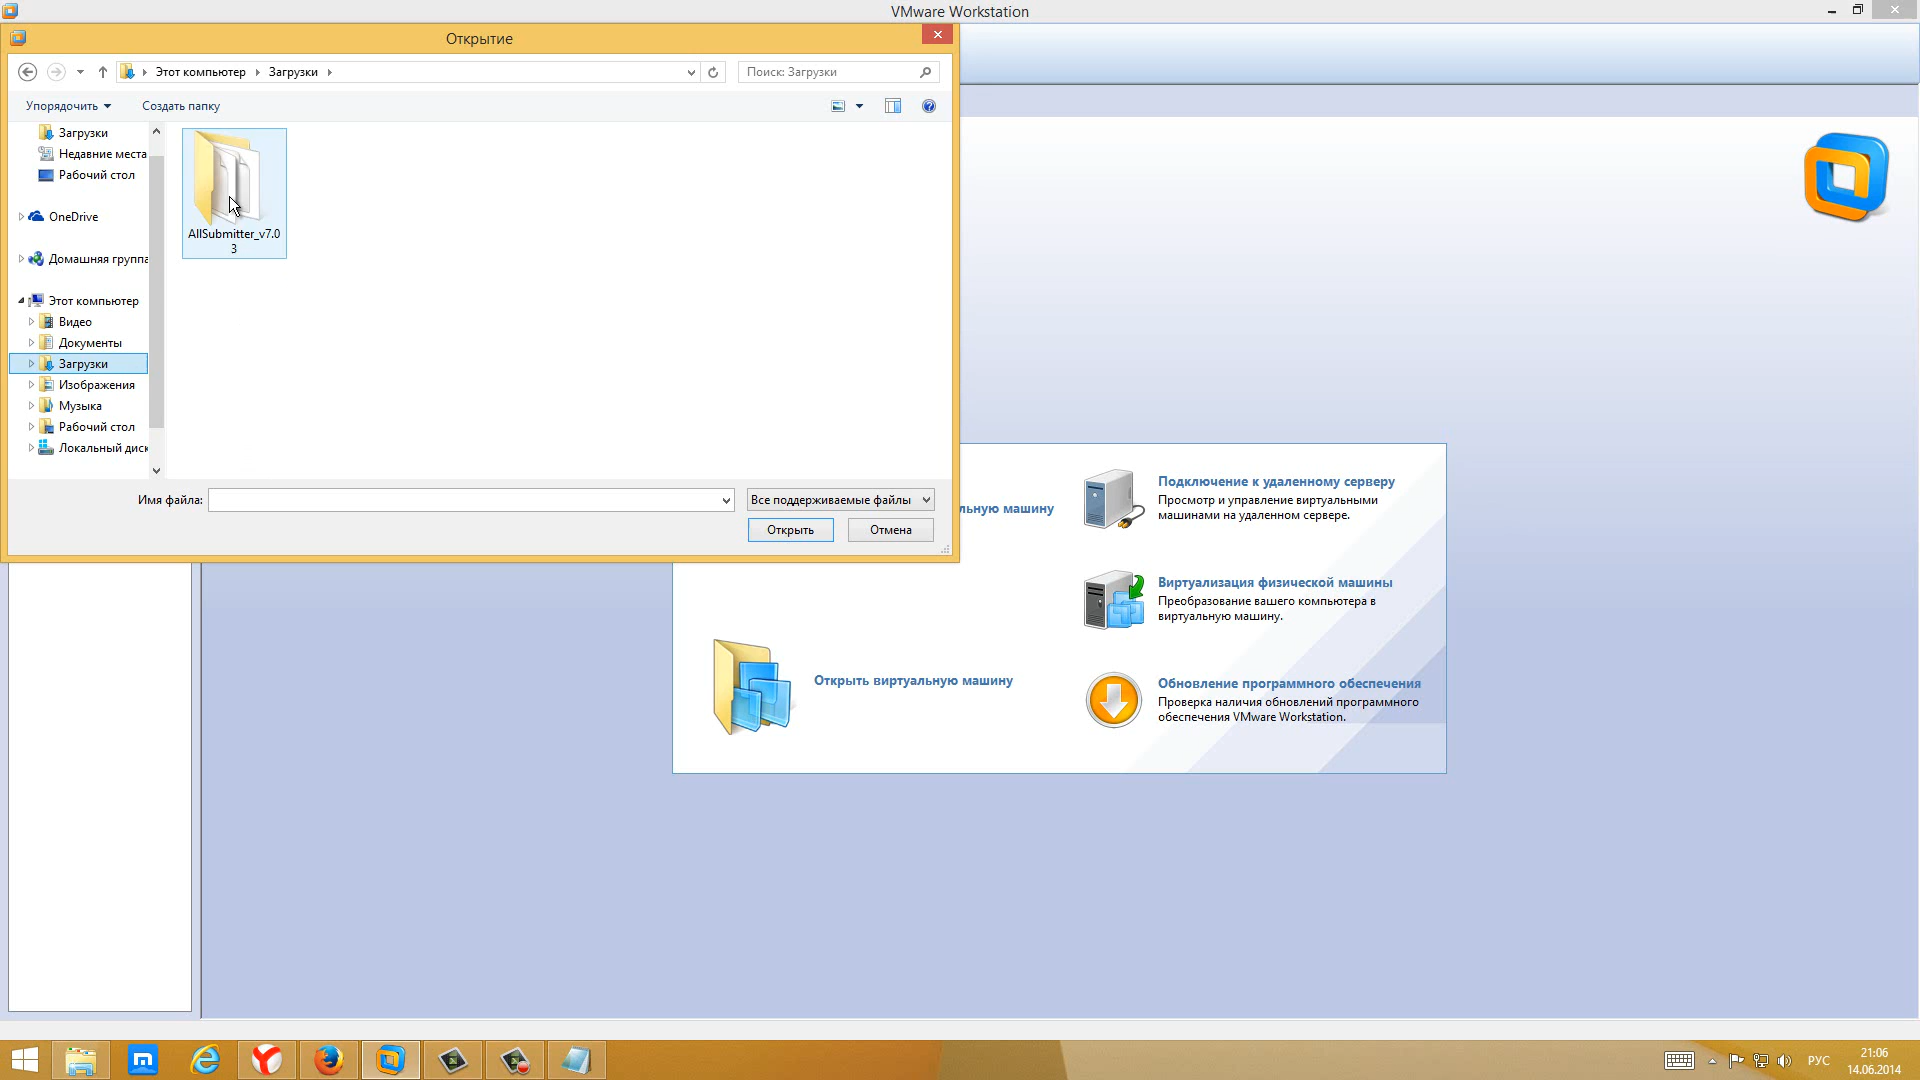 VMware Workstation
Открытие
Этот компьютер
Загрузки
Поиск: Загрузки
Упорядочить
Создать папку
Загрузки
Недавние места
Рабочий стол
OneDrive
Домашняя группа
Этот компьютер
Видео
Документы
Загрузки
Изображения
Музыка
Рабочий стол
Локальный диск
AllSubmitter_v7.0
3
Имя файла:
Все поддерживаемые файлы
Открыть
Отмена
льную машину
Открыть виртуальную машину
Подключение к удаленному серверу
Просмотр и управление виртуальными
машинами на удаленном сервере.
Виртуализация физической машины
Преобразование вашего компьютера в
виртуальную машину.
Обновление программного обеспечения
Проверка наличия обновлений программного
обеспечения VMware Workstation.
РУС
21:06
14.06.2014